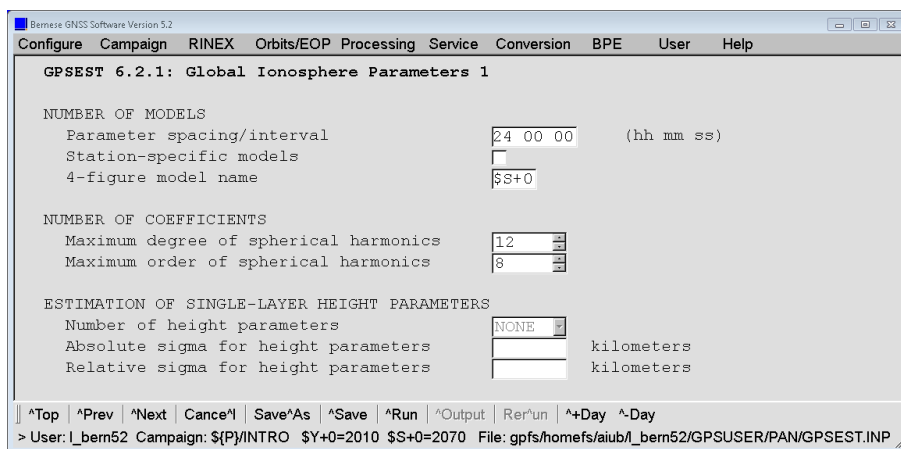 Bernese GNSS Software Version 5.2
Configure Campaign RINEX Orbits/EOP Processing Service Conversion BPE User Help
GPSEST 6.2.1: Global Ionosphere Parameters 1
NUMBER OF MODELS
Parameter spacing/interval 24 00 00 (hh mm ss)
Station-specific models
4-figure model name $S+0
NUMBER OF COEFFICIENTS
Maximum degree of spherical harmonics 12
Maximum order of spherical harmonics 8
ESTIMATION OF SINGLE-LAYER HEIGHT PARAMETERS
Number of height parameters NONE
Absolute sigma for height parameters kilometers
Relative sigma for height parameters kilometers
^Top | ^Prev | ^Next | Cance^l | Save^As | ^Save | ^Run | ^Output | Rer^un | ^+Day ^-Day
> User: l_bern52 Campaign: ${P}/INTRO $Y+0=2010 $S+0=2070 File: gpfs/homefs/aiub/l_bern52/GPSUSER/PAN/GPSEST.INP